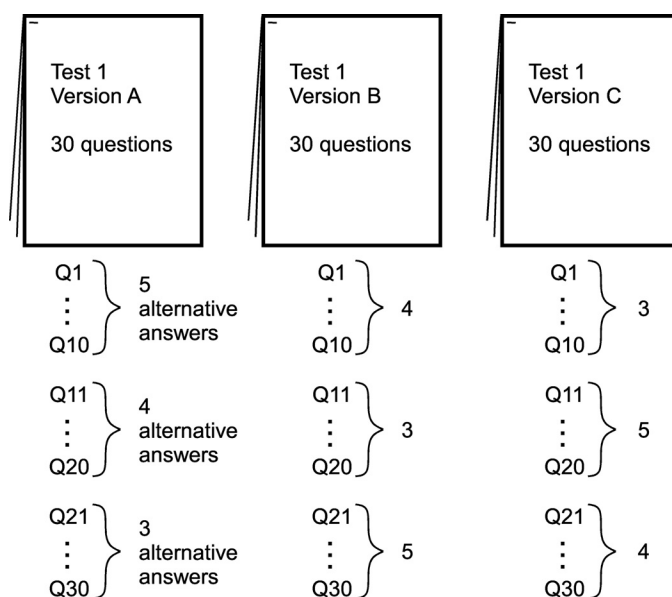 Test 1
Version A
30 questions
Test 1
Version B
30 questions
Test 1
Version C
30 questions
Q1
⋮
Q10
5
alternative
answers
Q1
⋮
Q10
4
Q1
⋮
Q10
3
Q11
⋮
Q20
4
alternative
answers
Q11
⋮
Q20
3
Q11
⋮
Q20
5
Q21
⋮
Q30
3
alternative
answers
Q21
⋮
Q30
5
Q21
⋮
Q30
4